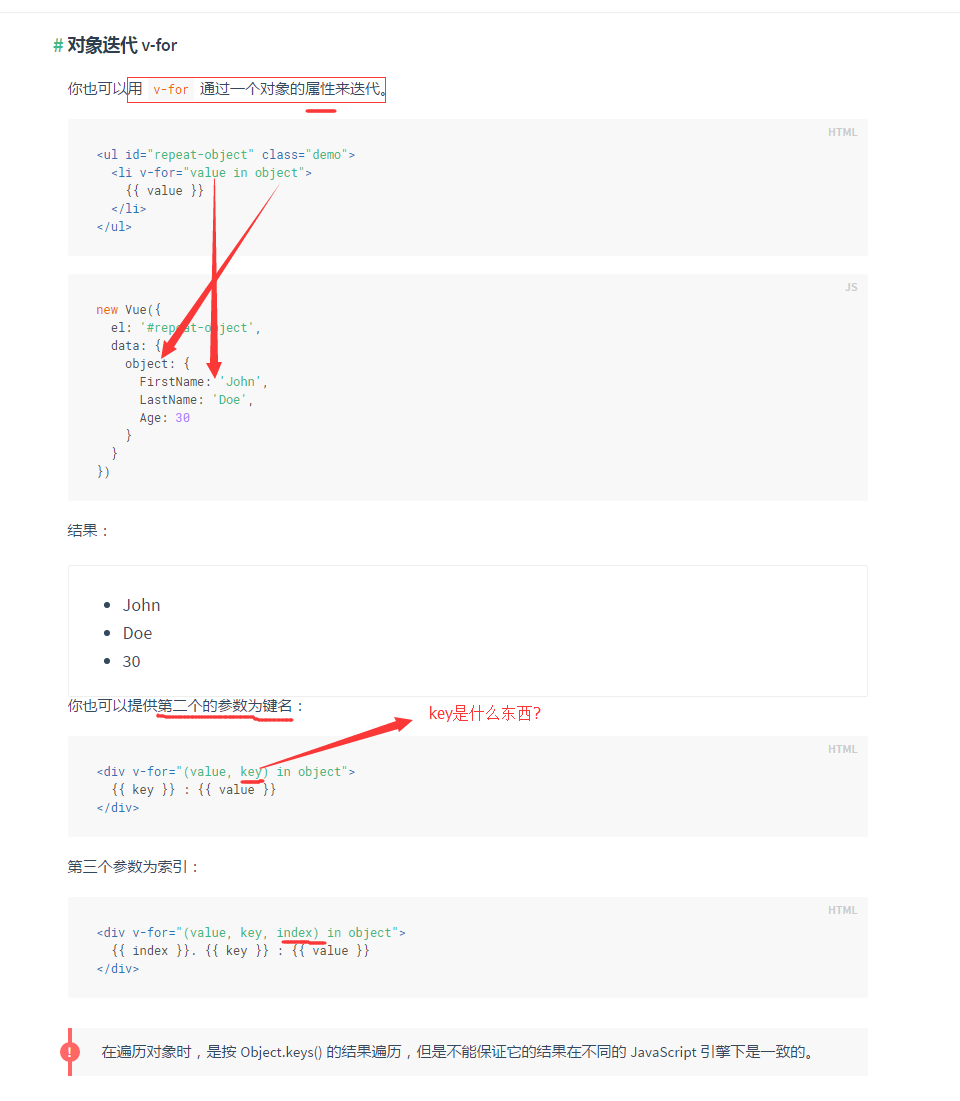 # 对象迭代 v-for
你也可以用 v-for 通过一个对象的属性来迭代。
HTML
<ul id="repeat-object" class="demo">
<li v-for="value in object">
{{ value }}
</li>
</ul>
JS
new Vue({
el: '#repeat-object',
data: {
object: {
FirstName: 'John',
LastName: 'Doe',
Age: 30
}
}
})
结果：
John
Doe
30
你也可以提供第二个的参数为键名：
key是什么东西?
HTML
<div v-for="(value, key) in object">
{{ key }} : {{ value }}
</div>
第三个参数为索引：
HTML
<div v-for="(value, key, index) in object">
{{ index }}. {{ key }} : {{ value }}
</div>
! 在遍历对象时，是按 Object.keys() 的结果遍历，但是不能保证它的结果在不同的 JavaScript 引擎下是一致的。